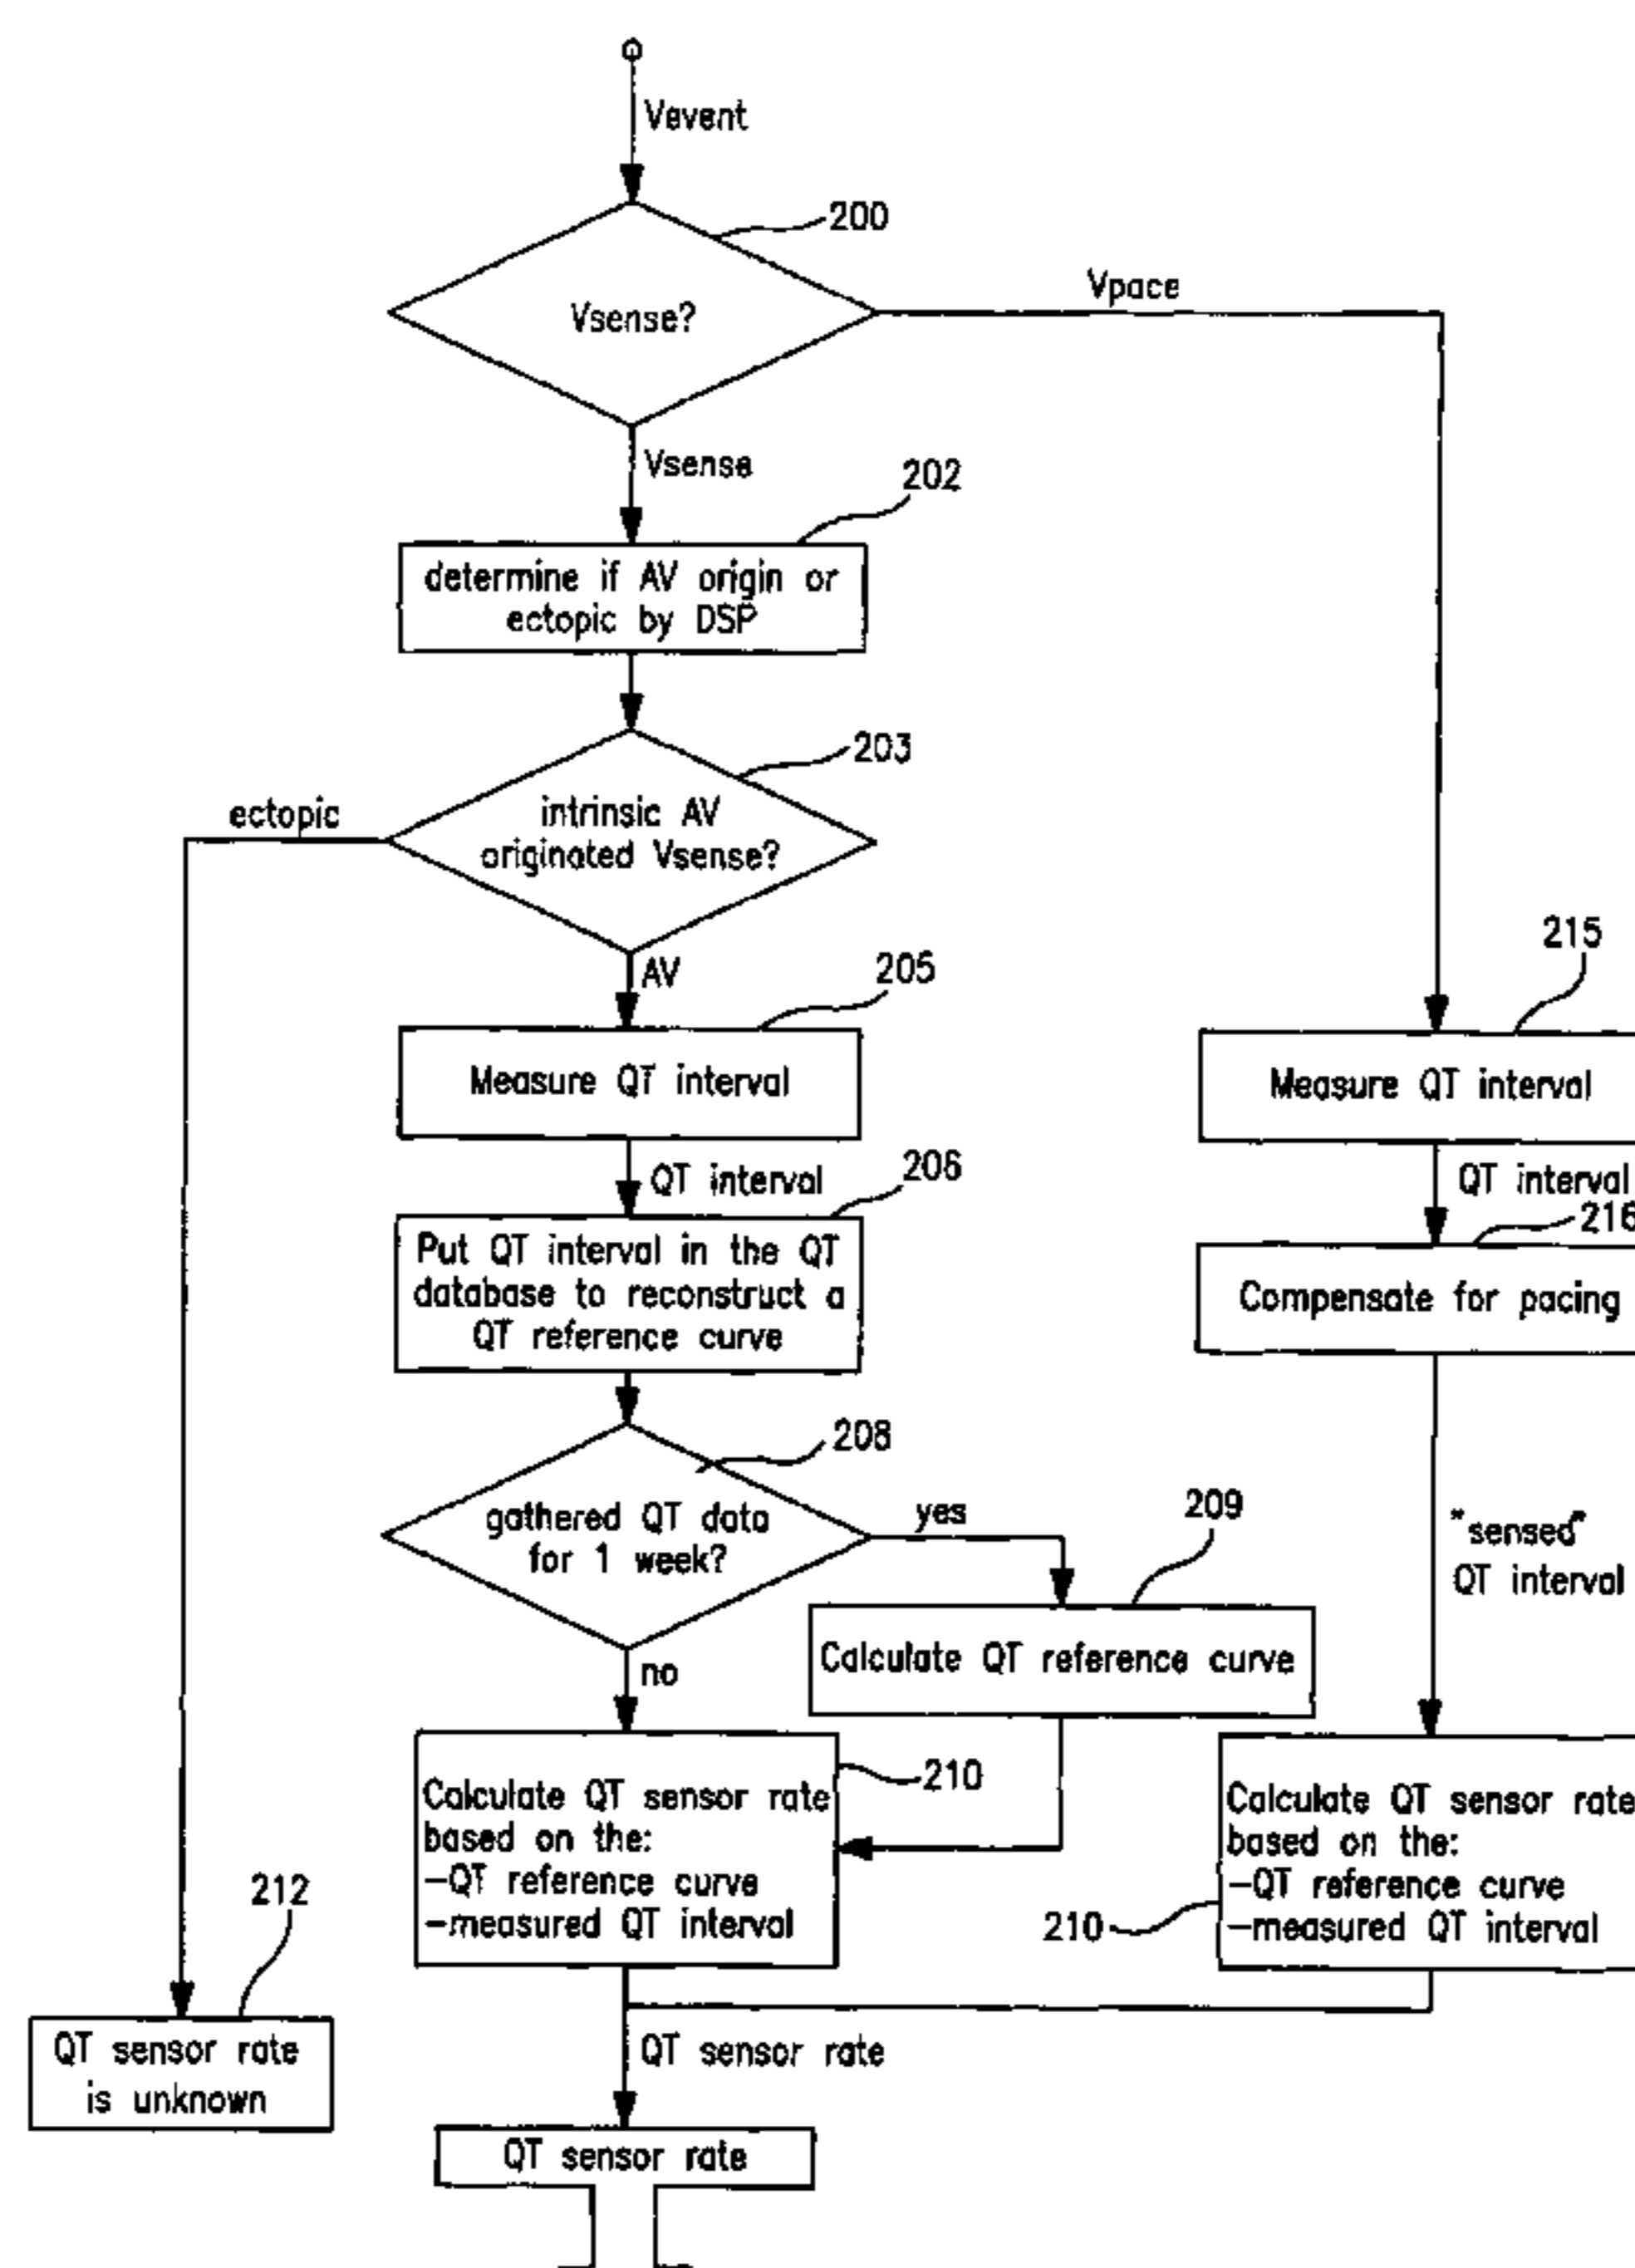 Vevent
200
Vsense?
Vpace
Vsense
202
determine if AV origin or
ectopic by DSP
203
ectopic
intrinsic AV
originated Vsense?
AV
205
215
Measure QT interval
Measure QT interval
QT interval
206
QT interval
216
Put QT interval in the QT
database to reconstruct a
QT reference curve
Compensate for pacing
208
gathered QT data
for 1 week?
yes
209
"sensed"
QT interval
Calculate QT reference curve
no
210
Calculate QT sensor rate
based on the:
-QT reference curve
-measured QT interval
Calculate QT sensor rate
based on the:
-QT reference curve
-measured QT interval
210
212
QT sensor rate
is unknown
QT sensor rate
QT sensor rate